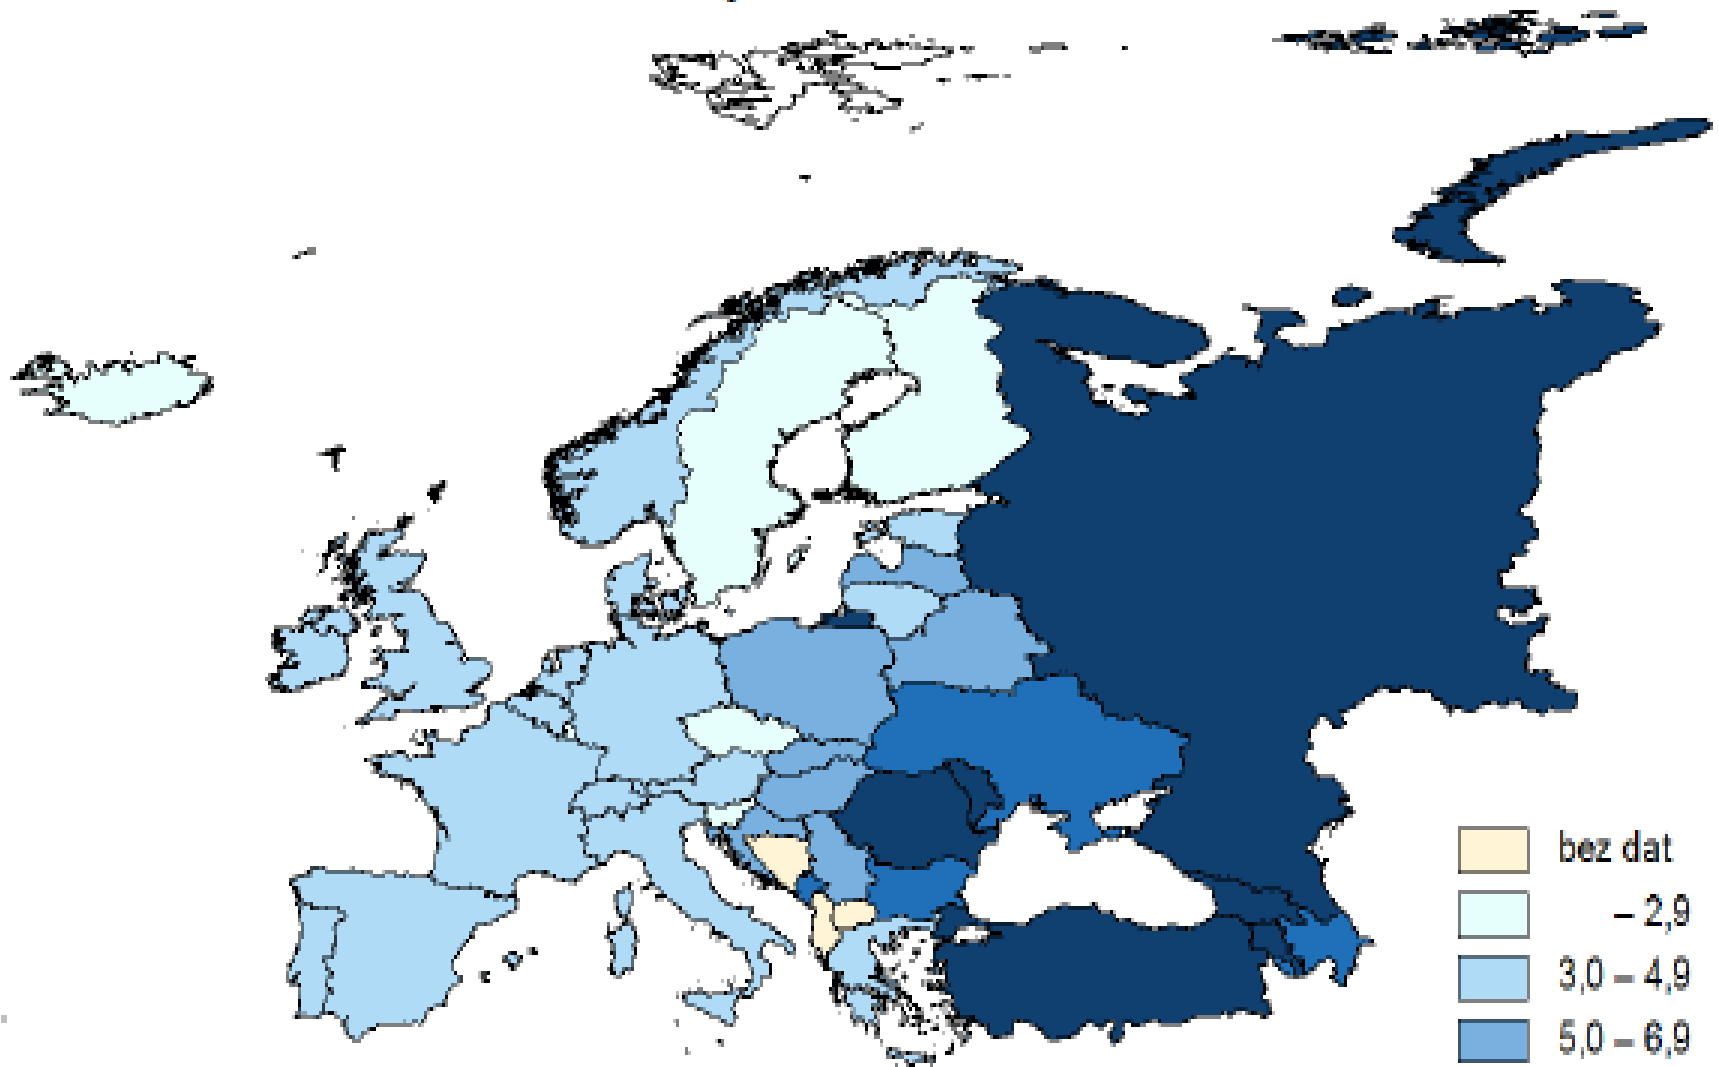 bez dat
– 2,9
3,0 – 4,9
5,0 – 6,9